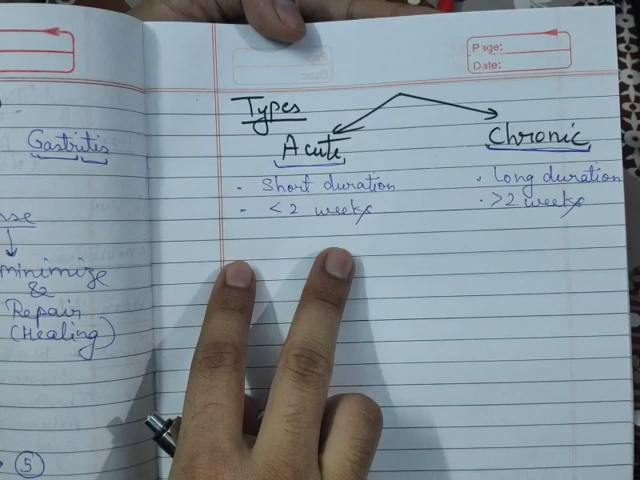 Gastritis
minimize
&
Repair
(Healing)
5
Page:
Date:
Types
Acute
Chronic
. Short duration
. < 2 weeks
. Long duration
. > 2 weeks